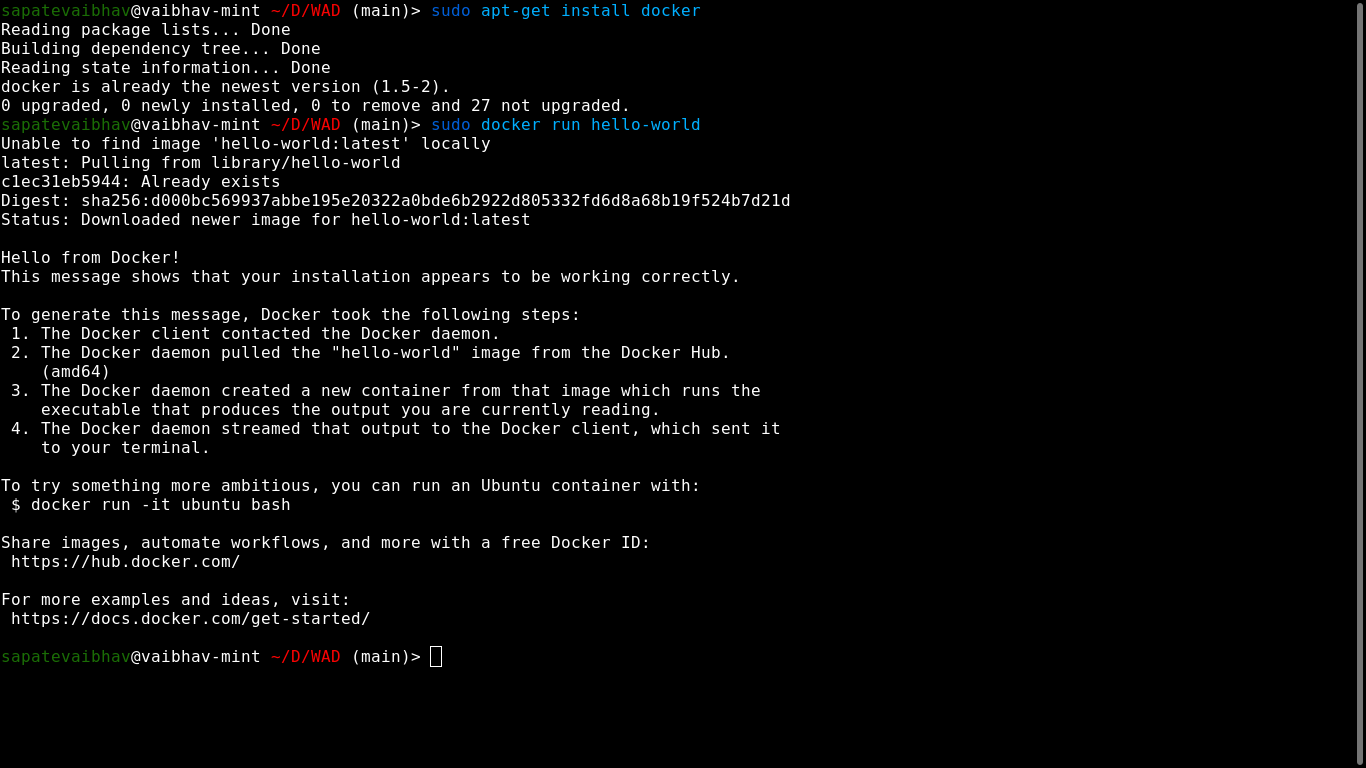 sapatevaibhav@vaibhav-mint ~/D/WAD (main)> sudo apt-get install docker
Reading package lists... Done
Building dependency tree... Done
Reading state information... Done
docker is already the newest version (1.5-2).
0 upgraded, 0 newly installed, 0 to remove and 27 not upgraded.
sapatevaibhav@vaibhav-mint ~/D/WAD (main)> sudo docker run hello-world
Unable to find image 'hello-world:latest' locally
latest: Pulling from library/hello-world
c1ec31eb5944: Already exists
Digest: sha256:d000bc569937abbe195e20322a0bde6b2922d805332fd6d8a68b19f524b7d21d
Status: Downloaded newer image for hello-world:latest

Hello from Docker!
This message shows that your installation appears to be working correctly.

To generate this message, Docker took the following steps:
 1. The Docker client contacted the Docker daemon.
 2. The Docker daemon pulled the "hello-world" image from the Docker Hub.
    (amd64)
 3. The Docker daemon created a new container from that image which runs the
    executable that produces the output you are currently reading.
 4. The Docker daemon streamed that output to the Docker client, which sent it
    to your terminal.

To try something more ambitious, you can run an Ubuntu container with:
 $ docker run -it ubuntu bash

Share images, automate workflows, and more with a free Docker ID:
 https://hub.docker.com/

For more examples and ideas, visit:
 https://docs.docker.com/get-started/

sapatevaibhav@vaibhav-mint ~/D/WAD (main)>